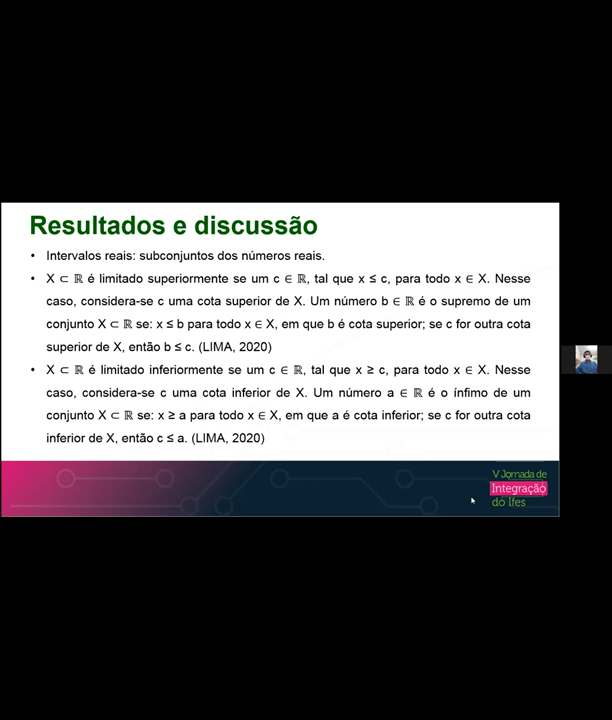 Resultados e discussão
• Intervalos reais: subconjuntos dos números reais.
• X ⊂ ℝ é limitado superiormente se um c ∈ ℝ, tal que x ≤ c, para todo x ∈ X. Nesse
caso, considera-se c uma cota superior de X. Um número b ∈ ℝ é o supremo de um
conjunto X ⊂ ℝ se: x ≤ b para todo x ∈ X, em que b é cota superior; se c for outra cota
superior de X, então b ≤ c. (LIMA, 2020)
• X ⊂ ℝ é limitado inferiormente se um c ∈ ℝ, tal que x ≥ c, para todo x ∈ X. Nesse
caso, considera-se c uma cota inferior de X. Um número a ∈ ℝ é o ínfimo de um
conjunto X ⊂ ℝ se: x ≥ a para todo x ∈ X, em que a é cota inferior; se c for outra cota
inferior de X, então c ≤ a. (LIMA, 2020)
V Jornada de
Integração
do Ifes